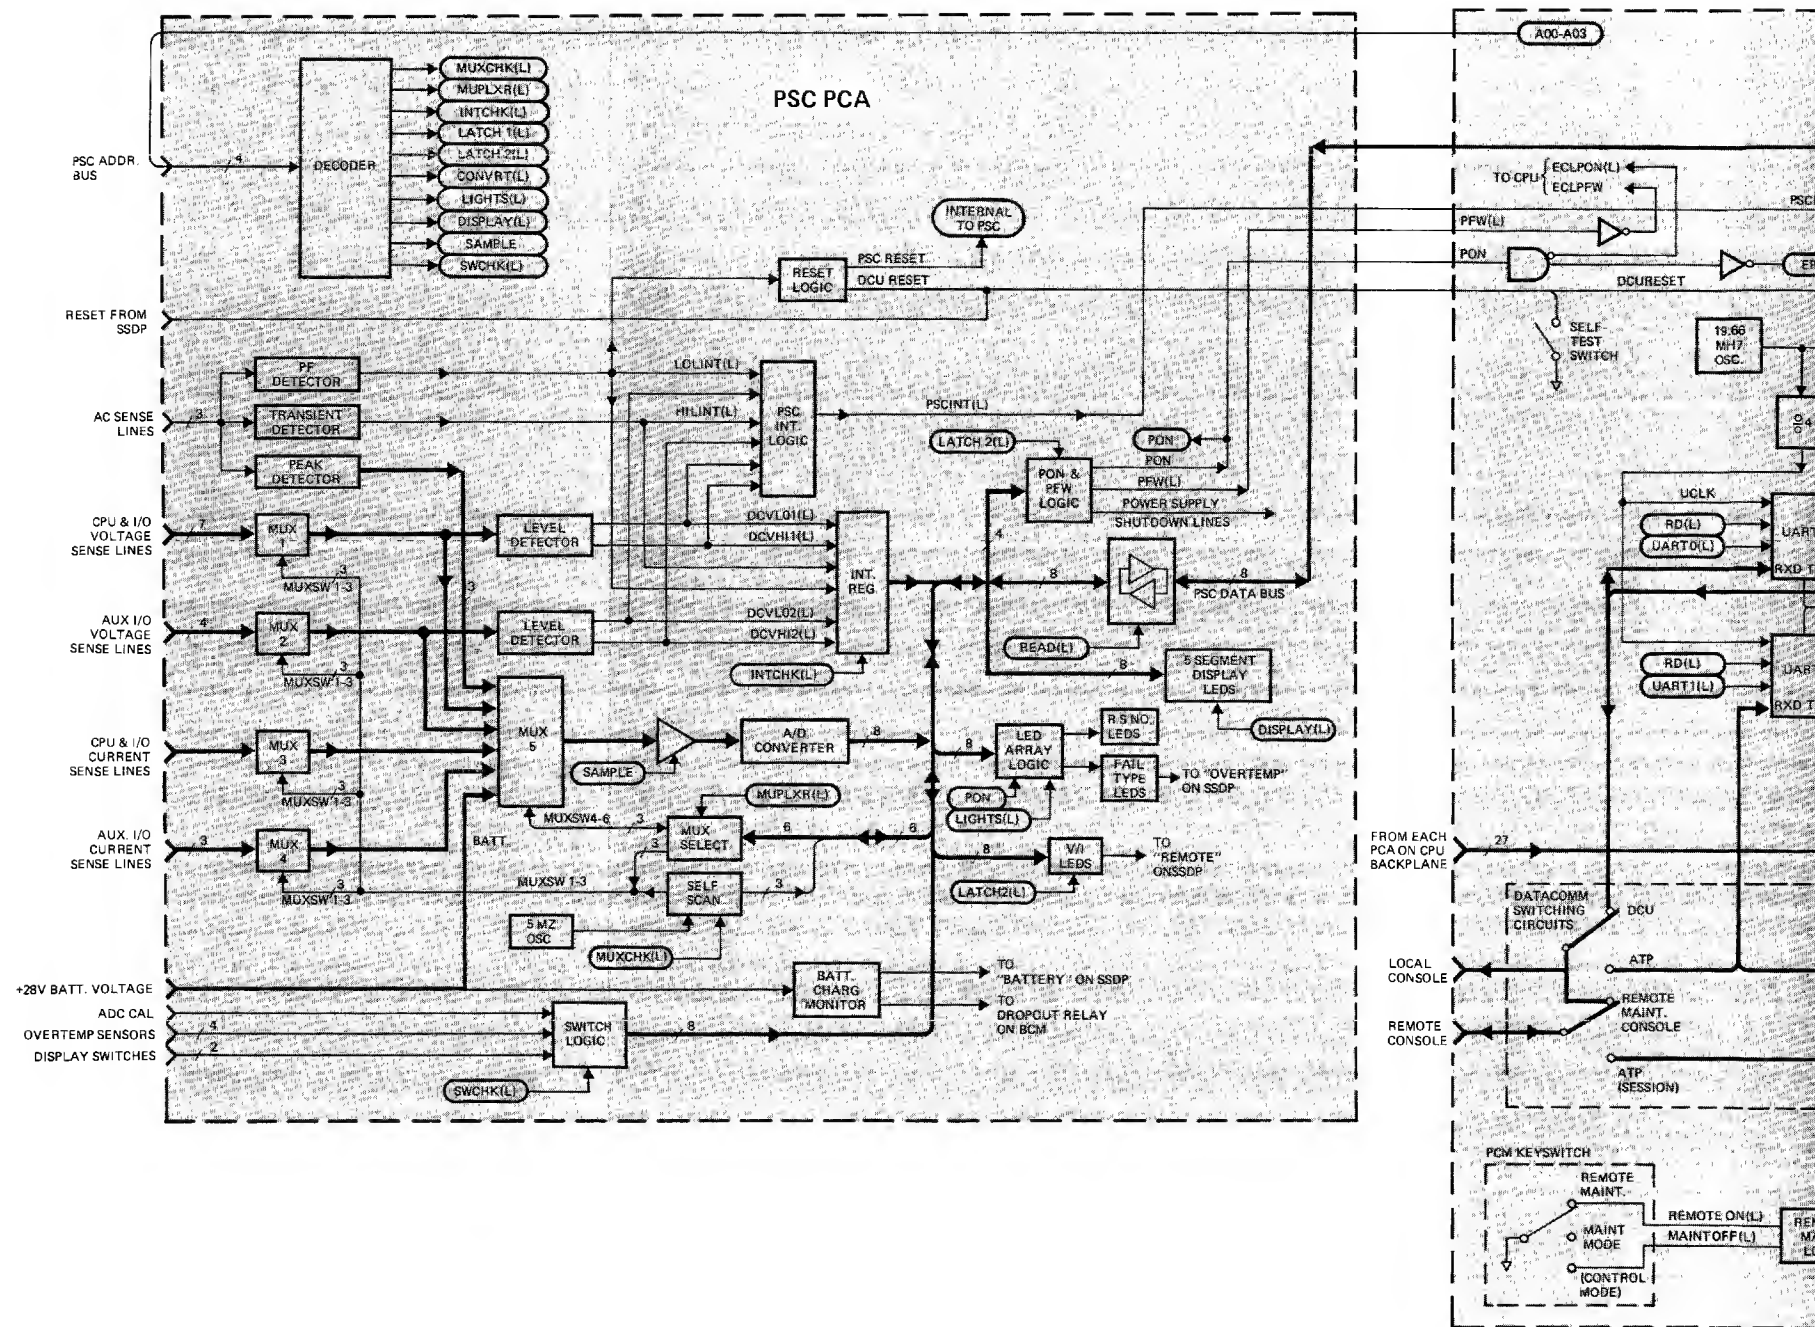 A00-A03
PSC PCA
MUXCHK(L)
MUPLXR(L)
INTCHK(L)
LATCH 1(L)
LATCH 2(L)
CONVRT(L)
LIGHTS(L)
DISPLAY(L)
SAMPLE
SWCHK(L)
DECODER
PSC ADDR.
BUS
4
RESET FROM
SSDP
INTERNAL
TO PSC
RESET
LOGIC
PSC RESET
DCU RESET
TO CPU
ECLPON(L)
ECLPFW
PFW(L)
PON
DCURESET
SELF
TEST
SWITCH
19.66
MH7
OSC.
PF
DETECTOR
AC SENSE
LINES
3
TRANSIENT
DETECTOR
PEAK
DETECTOR
LOLINT(L)
HILINT(L)
PSC
INT.
LOGIC
PSCINT(L)
LATCH 2(L)
PON
PON &
PFW
LOGIC
PON
PFW(L)
POWER SUPPLY
SHUTDOWN LINES
4
CPU & I/O
VOLTAGE
SENSE LINES
7
MUX
1
3
MUXSW 1-3
3
LEVEL
DETECTOR
DCVL01(L)
DCVHI1(L)
INT.
REG
8
8
PSC DATA BUS
READ(L)
AUX I/O
VOLTAGE
SENSE LINES
4
MUX
2
3
MUXSW 1-3
LEVEL
DETECTOR
DCVL02(L)
DCVHI2(L)
INTCHK(L)
8
5 SEGMENT
DISPLAY
LEDS
DISPLAY(L)
CPU & I/O
CURRENT
SENSE LINES
MUX
3
3
MUXSW 1-3
MUX
5
SAMPLE
A/D
CONVERTER
8
8
LED
ARRAY
LOGIC
R S NO.
LEDS
FAIL
TYPE
LEDS
TO "OVERTEMP"
ON SSDP
PON
LIGHTS(L)
AUX. I/O
CURRENT
SENSE LINES
3
MUX
4
3
MUXSW 1-3
BATT.
MUXSW4-6
3
MUPLXR(L)
MUX
SELECT
6
6
3
MUXSW 1-3
SELF
SCAN
3
5 MZ
OSC
MUXCHK(L)
8
V/I
LEDS
TO
"REMOTE"
ONSSDP
LATCH2(L)
+28V BATT. VOLTAGE
ADC CAL
OVERTEMP SENSORS
4
DISPLAY SWITCHES
2
SWITCH
LOGIC
8
SWCHK(L)
BATT.
CHARG
MONITOR
TO
"BATTERY" ON SSDP
TO
DROPOUT RELAY
ON BCM
UCLK
RD(L)
UART0(L)
RXD
RD(L)
UART1(L)
RXD
FROM EACH
PCA ON CPU
BACKPLANE
27
DATACOMM
SWITCHING
CIRCUITS
DCU
ATP
LOCAL
CONSOLE
REMOTE
MAINT.
CONSOLE
REMOTE
CONSOLE
ATP
(SESSION)
PCM KEYSWITCH
REMOTE
MAINT.
MAINT
MODE
(CONTROL
MODE)
REMOTE ON(L)
MAINTOFF(L)